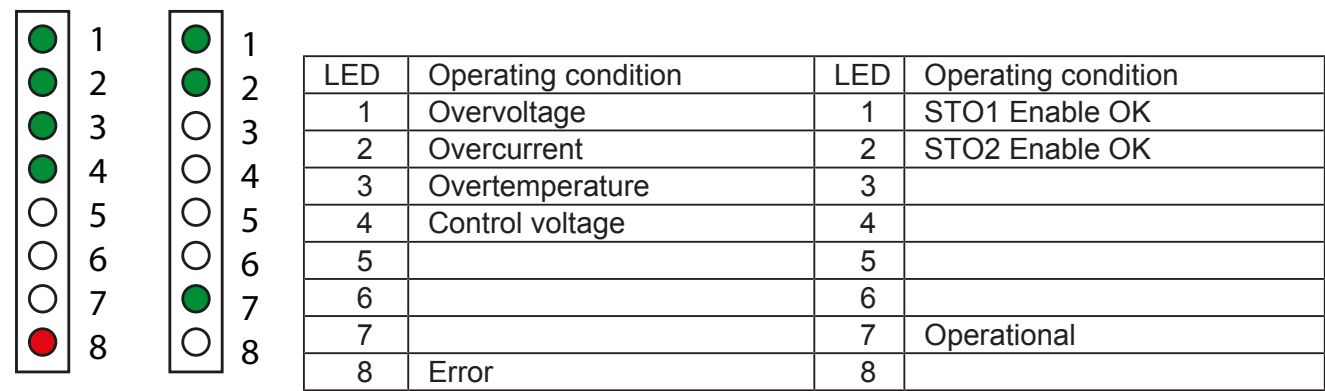 1 1
2 2
3 3
4 4
5 5
6 6
7 7
8 8
LED Operating condition LED Operating condition
1 Overvoltage 1 STO1 Enable OK
2 Overcurrent 2 STO2 Enable OK
3 Overtemperature 3
4 Control voltage 4
5 5
6 6
7 7 Operational
8 Error 8